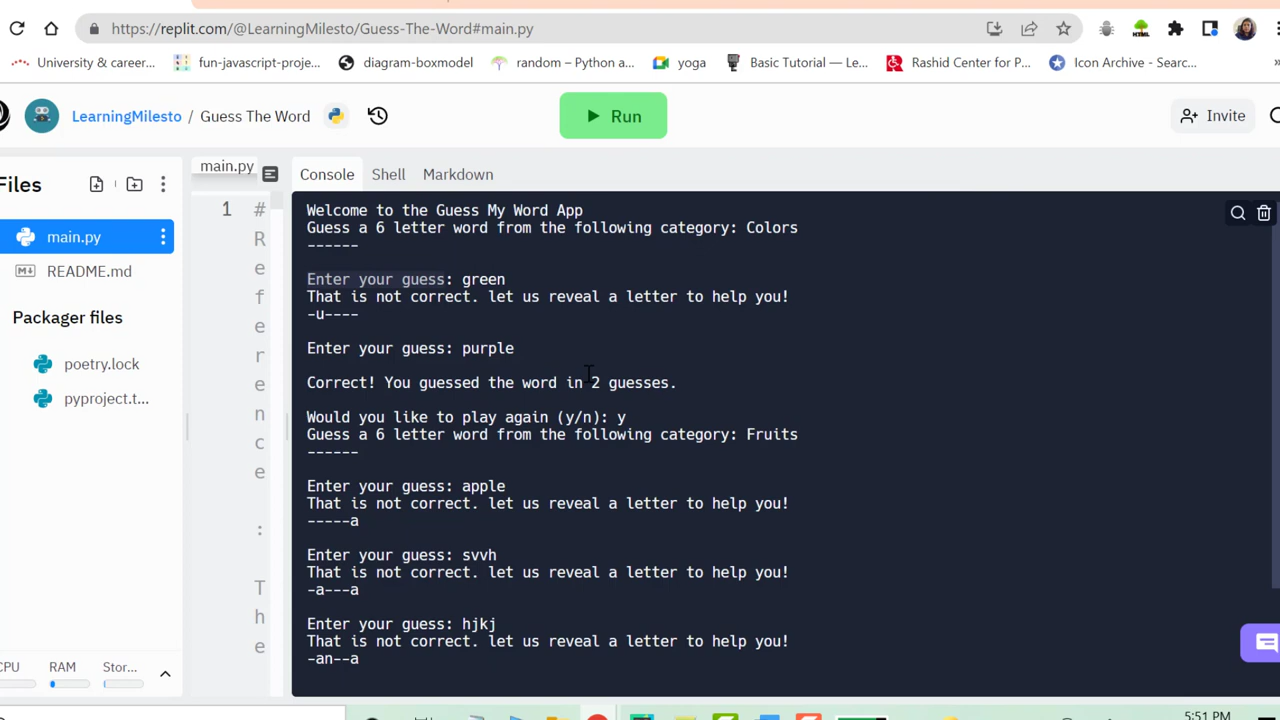 https://replit.com/@LearningMilesto/Guess-The-Word#main.py
University & career...
fun-javascript-proje...
diagram-boxmodel
random – Python a...
yoga
Basic Tutorial — Le...
Rashid Center for P...
Icon Archive - Searc...
»
LearningMilesto / Guess The Word
Run
Invite
Files
main.py
README.md
Packager files
poetry.lock
pyproject.t...
CPU
RAM
Stor...
main.py
1
#
R
e
f
e
r
e
n
c
e
:
T
h
e
Console
Shell
Markdown
Welcome to the Guess My Word App
Guess a 6 letter word from the following category: Colors
------
Enter your guess: green
That is not correct. let us reveal a letter to help you!
-u----
Enter your guess: purple
Correct! You guessed the word in 2 guesses.
Would you like to play again (y/n): y
Guess a 6 letter word from the following category: Fruits
------
Enter your guess: apple
That is not correct. let us reveal a letter to help you!
-----a
Enter your guess: svvh
That is not correct. let us reveal a letter to help you!
-a---a
Enter your guess: hjkj
That is not correct. let us reveal a letter to help you!
-an--a
5:51 PM